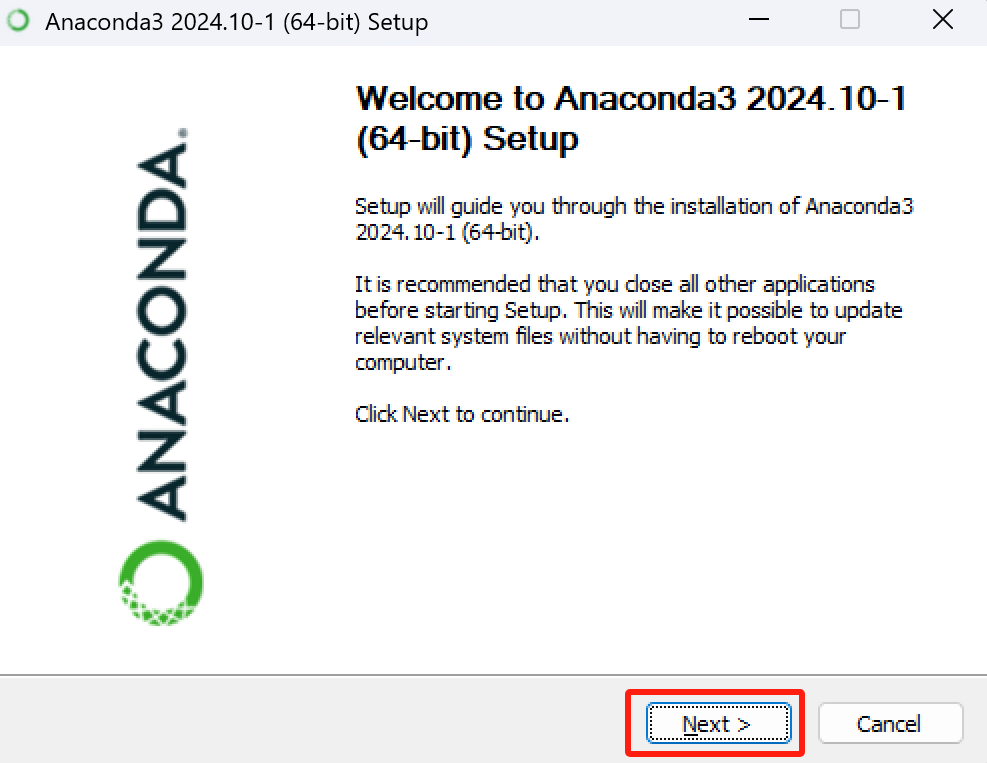 Anaconda3 2024.10-1 (64-bit) Setup
Welcome to Anaconda3 2024.10-1
(64-bit) Setup
ANACONDA.
Setup will guide you through the installation of Anaconda3
2024.10-1 (64-bit).
It is recommended that you close all other applications
before starting Setup. This will make it possible to update
relevant system files without having to reboot your
computer.
Click Next to continue.
Next >
Cancel